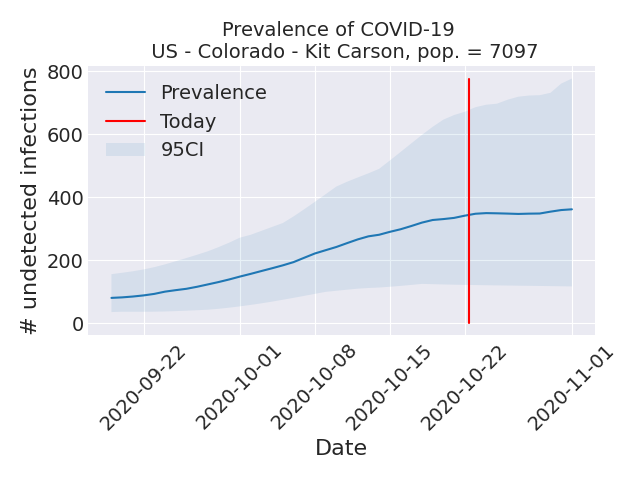 Prevalence of COVID-19
US - Colorado - Kit Carson, pop. = 7097
# undetected infections
800
600
400
200
0
Prevalence
Today
95CI
2020-09-22
2020-10-01
2020-10-08
2020-10-15
2020-10-22
2020-11-01
Date